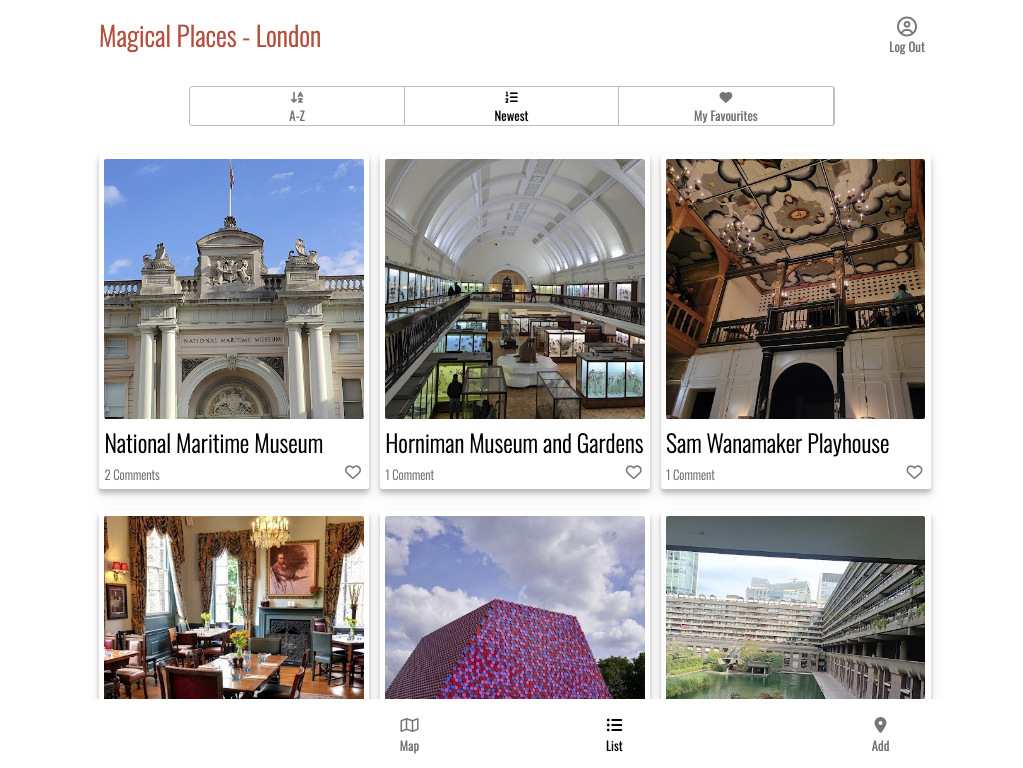 Magical Places - London
Log Out
A-Z
Newest
My Favourites
NATIONAL MARITIME MUSEUM
National Maritime Museum
Horniman Museum and Gardens
Sam Wanamaker Playhouse
2 Comments
1 Comment
1 Comment
Map
List
Add